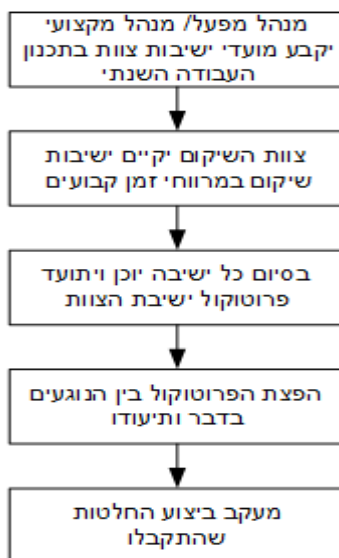 מנהל מפעל/ מנהל מקצועי
יקבע מועדי ישיבות צוות בתכנון
העבודה השנתי
צוות השיקום יקיים ישיבות
שיקום במרווחי זמן קבועים
בסיום כל ישיבה יוכן ויתועד
פרוטוקול ישיבת הצוות
הפצת הפרוטוקול בין הנוגעים
בדבר ותיעודו
מעקב ביצוע החלטות
שהתקבלו